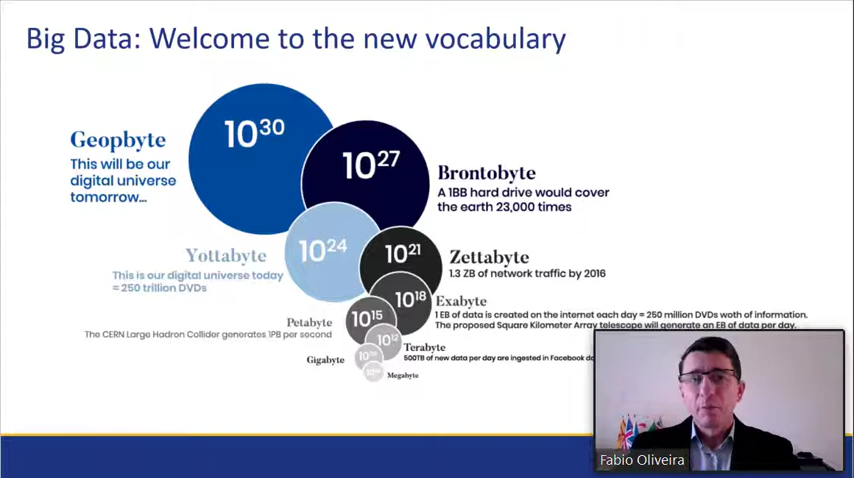 Big Data: Welcome to the new vocabulary
10³⁰
Geopbyte
This will be our
digital universe
tomorrow...
10²⁷
Brontobyte
A 1BB hard drive would cover
the earth 23,000 times
10²⁴
Yottabyte
This is our digital universe today
= 250 trillion DVDs
10²¹
Zettabyte
1.3 ZB of network traffic by 2016
10¹⁸
Exabyte
1 EB of data is created on the internet each day = 250 million DVDs woth of information.
The proposed Square Kilometer Array telescope will generate an EB of data per day.
10¹⁵
Petabyte
The CERN Large Hadron Collider generates 1PB per second
10¹²
Terabyte
500TB of new data per day are ingested in Facebook
Gigabyte
Megabyte
Fabio Oliveira